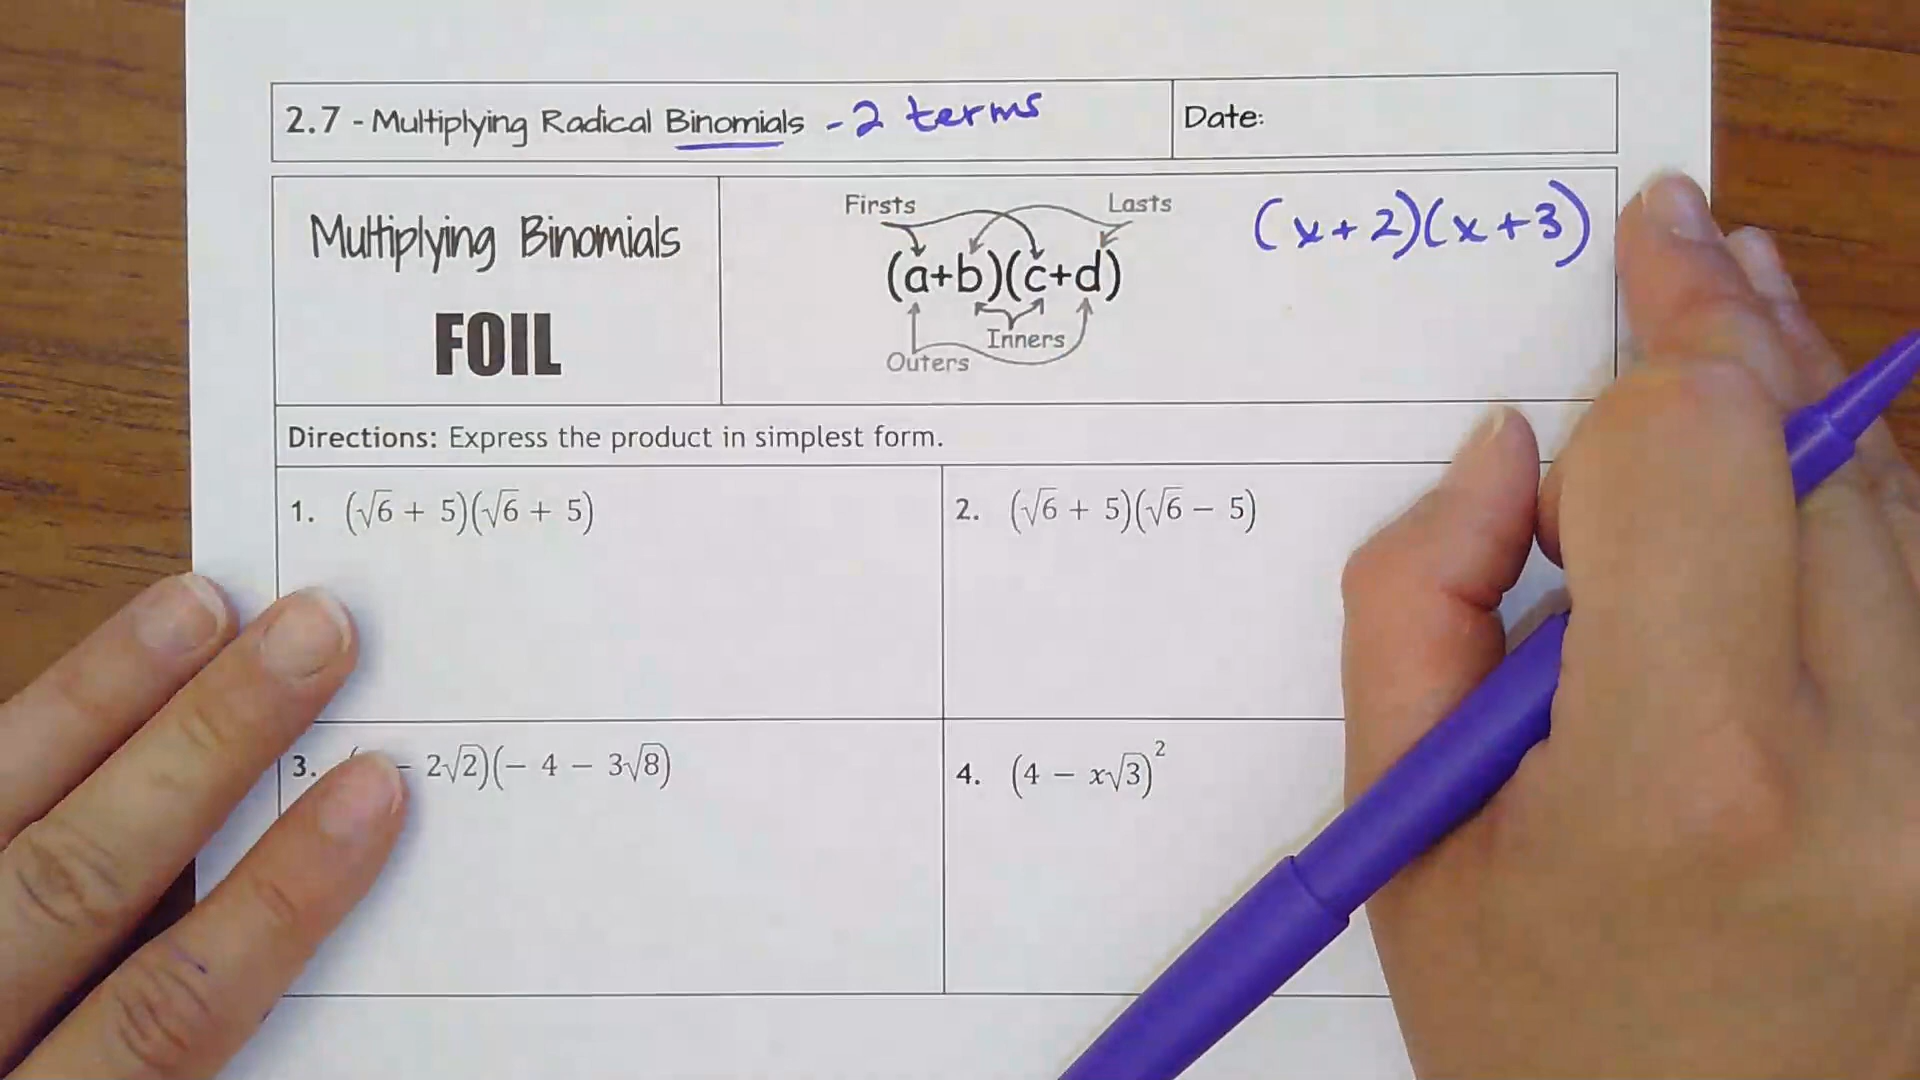 2.7 - Multiplying Radical Binomials - 2 terms
Date:
Multiplying Binomials
FOIL
Firsts Lasts
(a+b)(c+d)
Inners
Outers
(x+2)(x+3)
Directions: Express the product in simplest form.
1. (√6 + 5)(√6 + 5)
2. (√6 + 5)(√6 − 5)
3. ( − 2√2)(− 4 − 3√8)
4. (4 − x√3)²